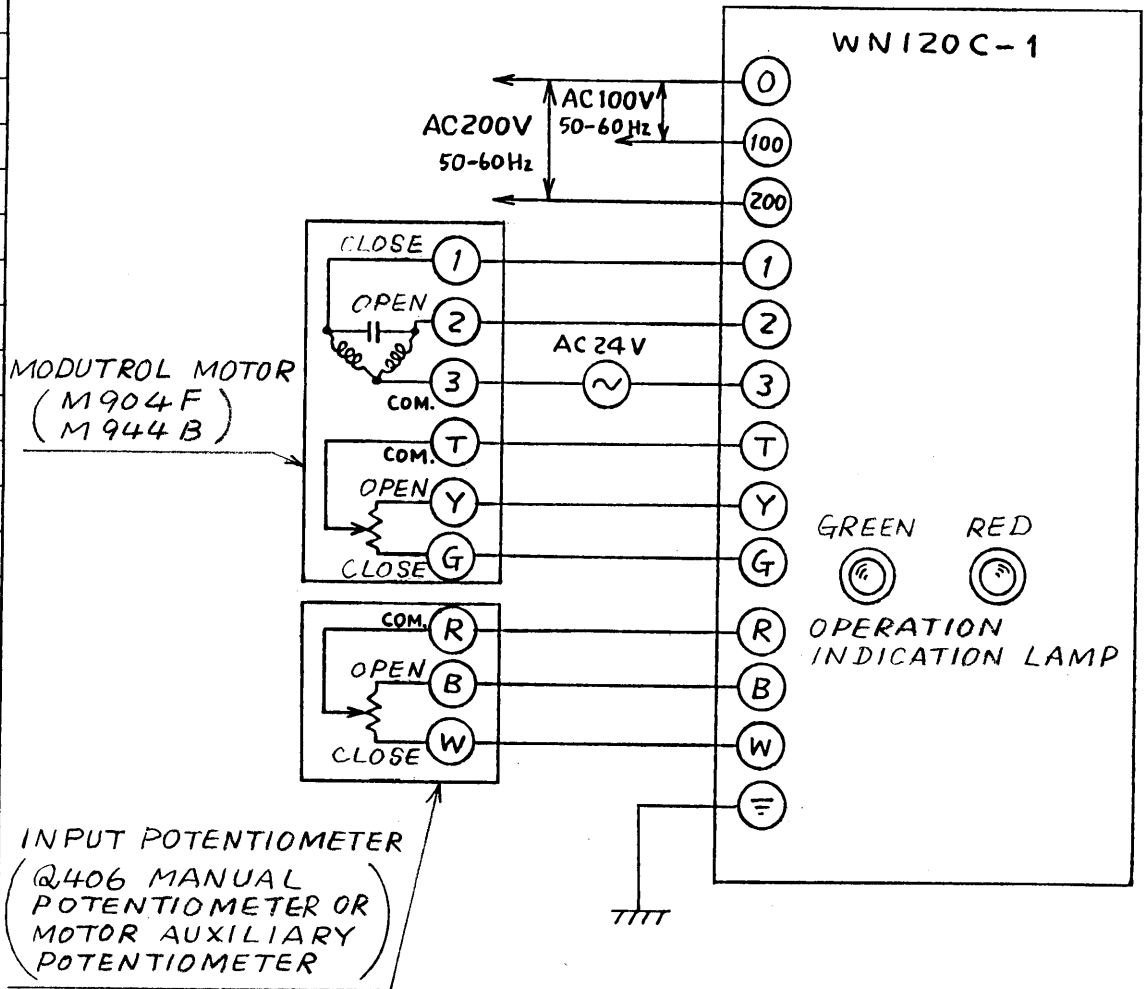 WN120C-1
0
AC100V
50-60Hz
100
AC200V
50-60Hz
200
CLOSE 1
1
OPEN 2
2
AC24V
COM. 3
3
MODUTROL MOTOR
(M904F)
(M944B)
COM. T
T
OPEN Y
Y
CLOSE G
G
GREEN RED
OPERATION
INDICATION LAMP
COM. R
R
OPEN B
B
CLOSE W
W
INPUT POTENTIOMETER
(Q406 MANUAL
POTENTIOMETER OR
MOTOR AUXILIARY
POTENTIOMETER)